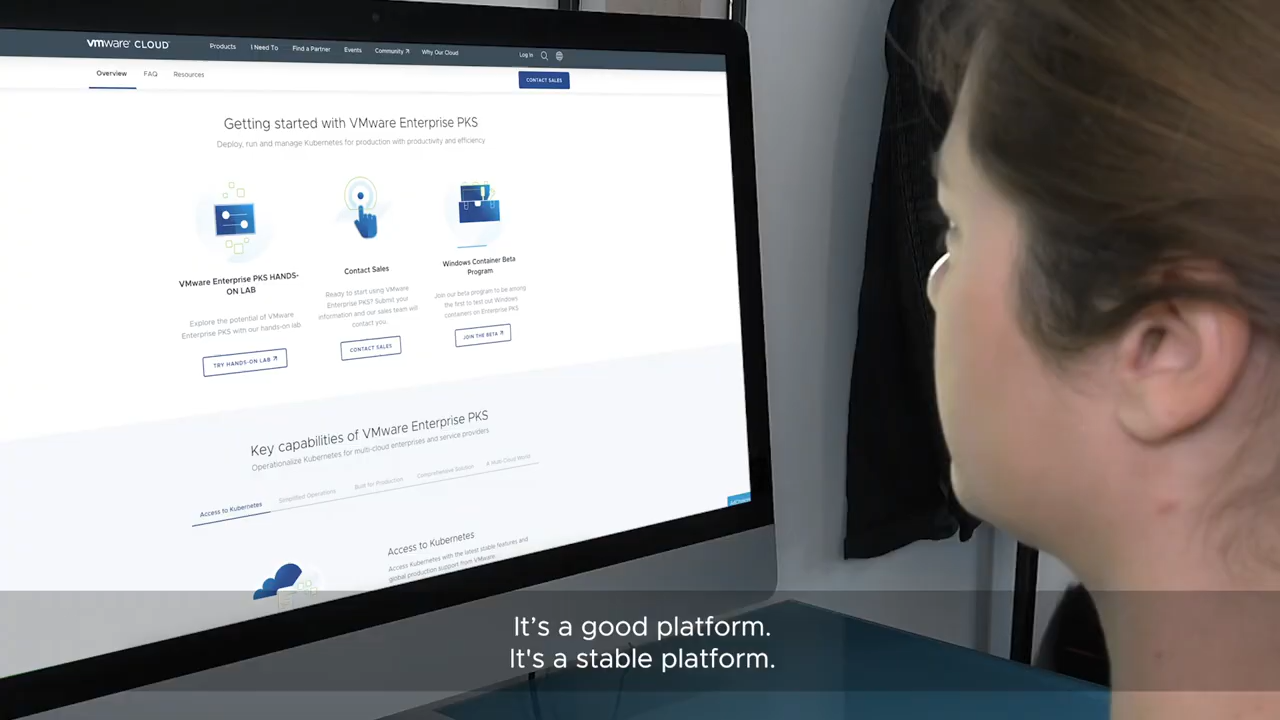 vmware CLOUD
Products
I Need To
Find a Partner
Events
Community
Why Our Cloud
Log In
Overview
FAQ
Resources
CONTACT SALES
Getting started with VMware Enterprise PKS
Deploy, run and manage Kubernetes for production with productivity and efficiency
VMware Enterprise PKS HANDS-
ON LAB
Explore the potential of VMware
Enterprise PKS with our hands-on lab.
TRY HANDS-ON LAB
Contact Sales
Ready to start using VMware
Enterprise PKS? Submit your
information and our sales team will
contact you.
CONTACT SALES
Windows Container Beta
Program
Join our beta program to be among
the first to test out Windows
containers on Enterprise PKS
JOIN THE BETA
Key capabilities of VMware Enterprise PKS
Operationalize Kubernetes for multi-cloud enterprises and service providers
Access to Kubernetes
Simplified Operations
Built for Production
Comprehensive Solution
A Multi-Cloud World
Access to Kubernetes
Access Kubernetes with the latest stable features and
global production support from VMware.
It’s a good platform.
It's a stable platform.